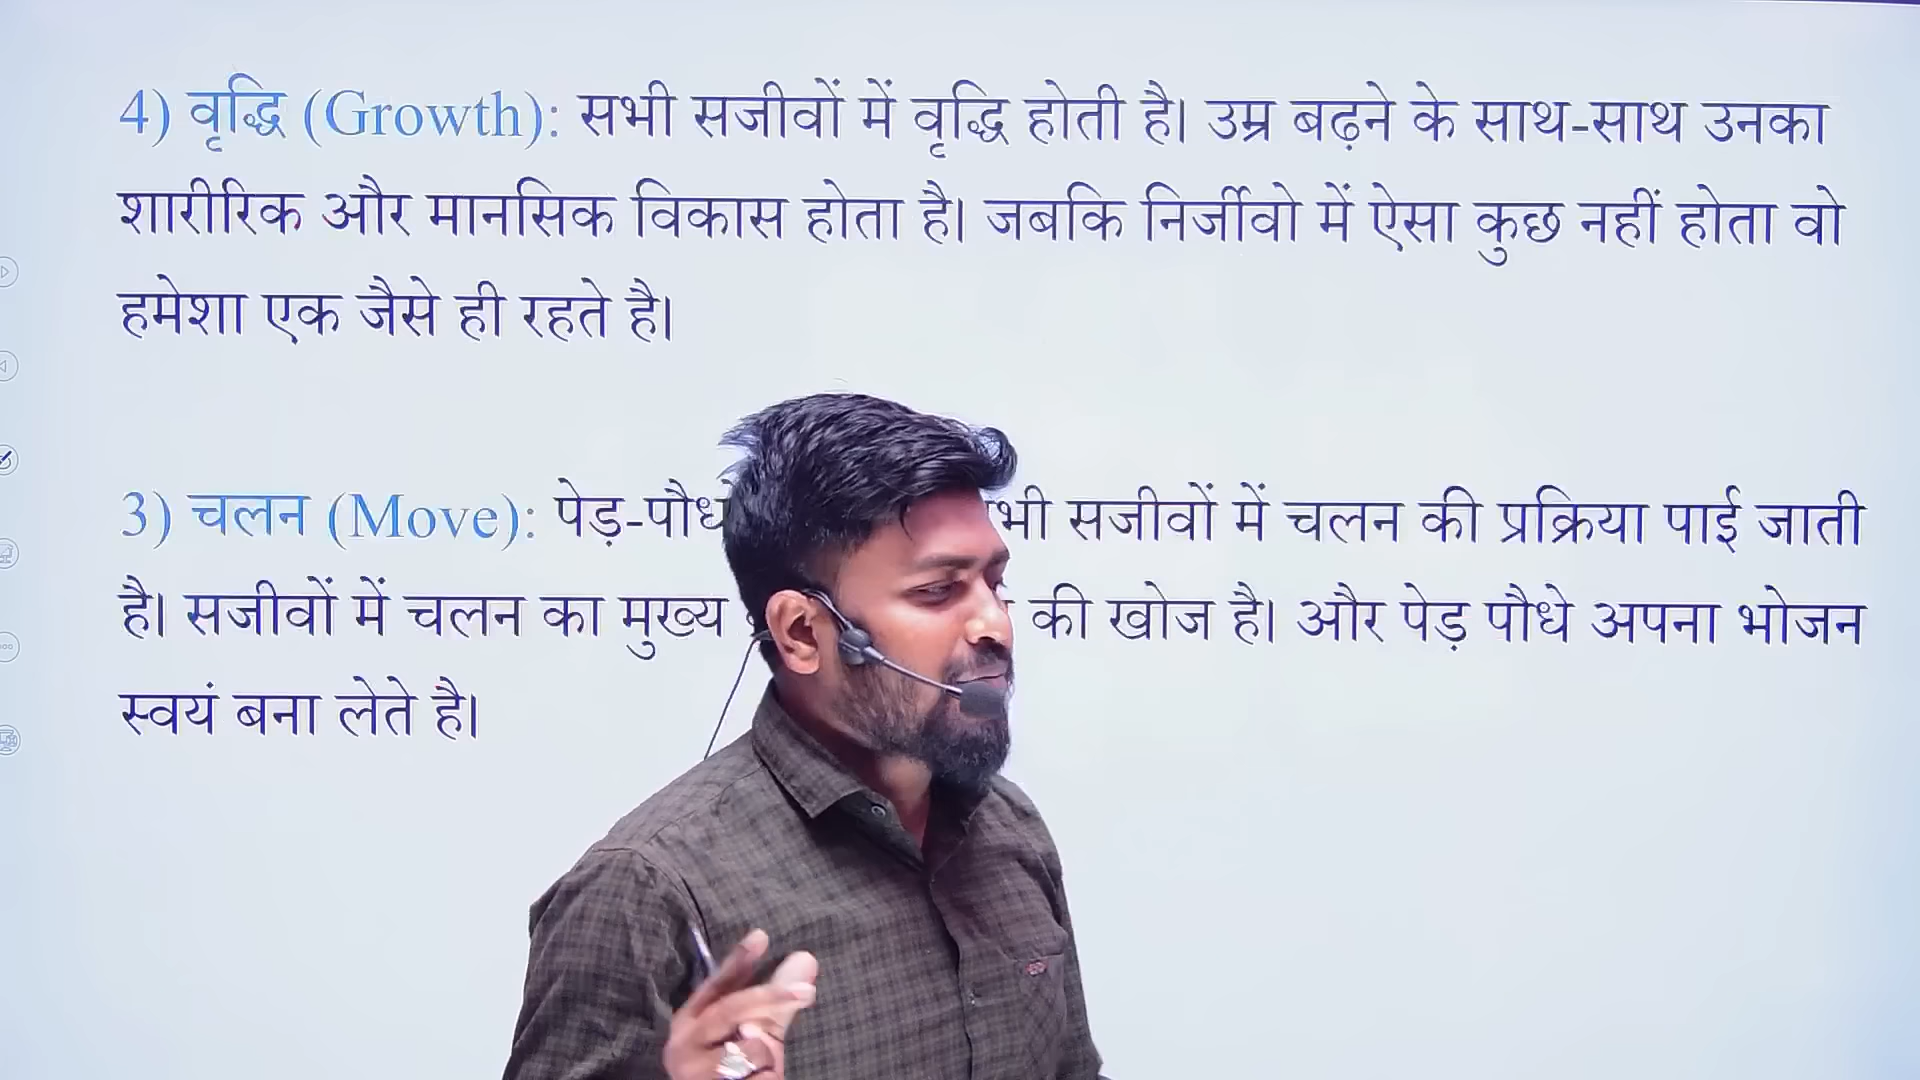 4) वृद्धि (Growth): सभी सजीवों में वृद्धि होती है। उम्र बढ़ने के साथ-साथ उनका
शारीरिक और मानसिक विकास होता है। जबकि निर्जीवो में ऐसा कुछ नहीं होता वो
हमेशा एक जैसे ही रहते है।
3) चलन (Move): सजीवों में चलन की प्रक्रिया पाई जाती
है। सजीवों में चलन का मुख्य की खोज है। और पेड़ पौधे अपना भोजन
स्वयं बना लेते है।